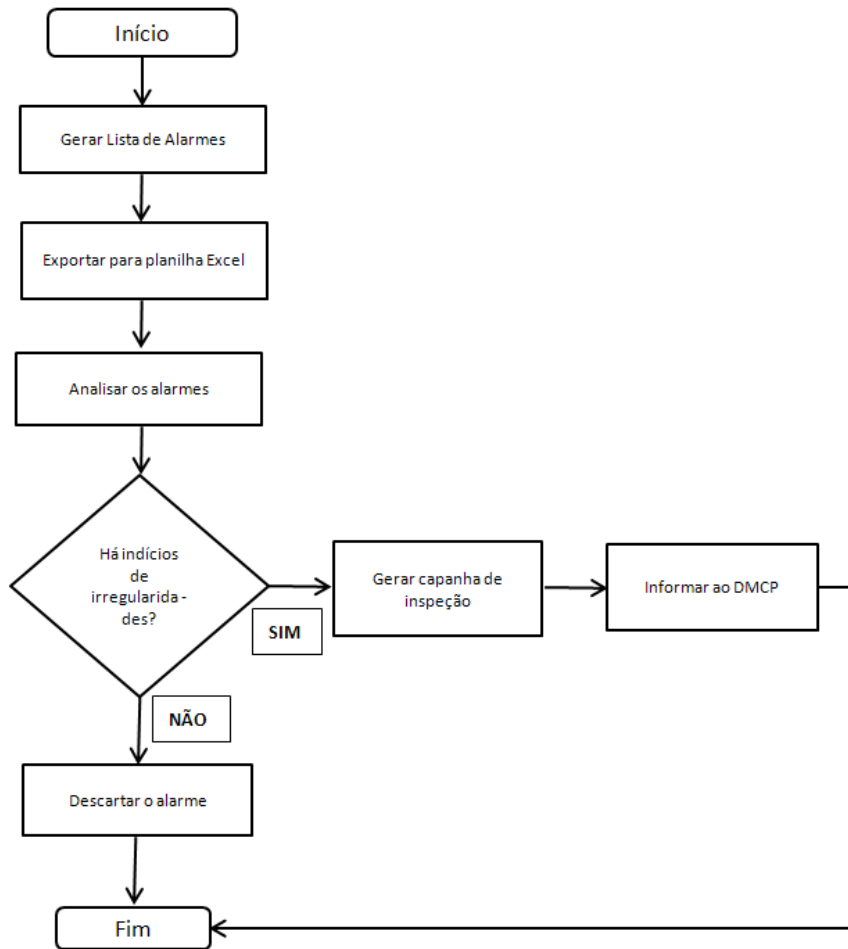 Início
Gerar Lista de Alarmes
Exportar para planilha Excel
Analisar os alarmes
Há indícios
de
irregularida -
des?
SIM
Gerar capanha de
inspeção
Informar ao DMCP
NÃO
Descartar o alarme
Fim